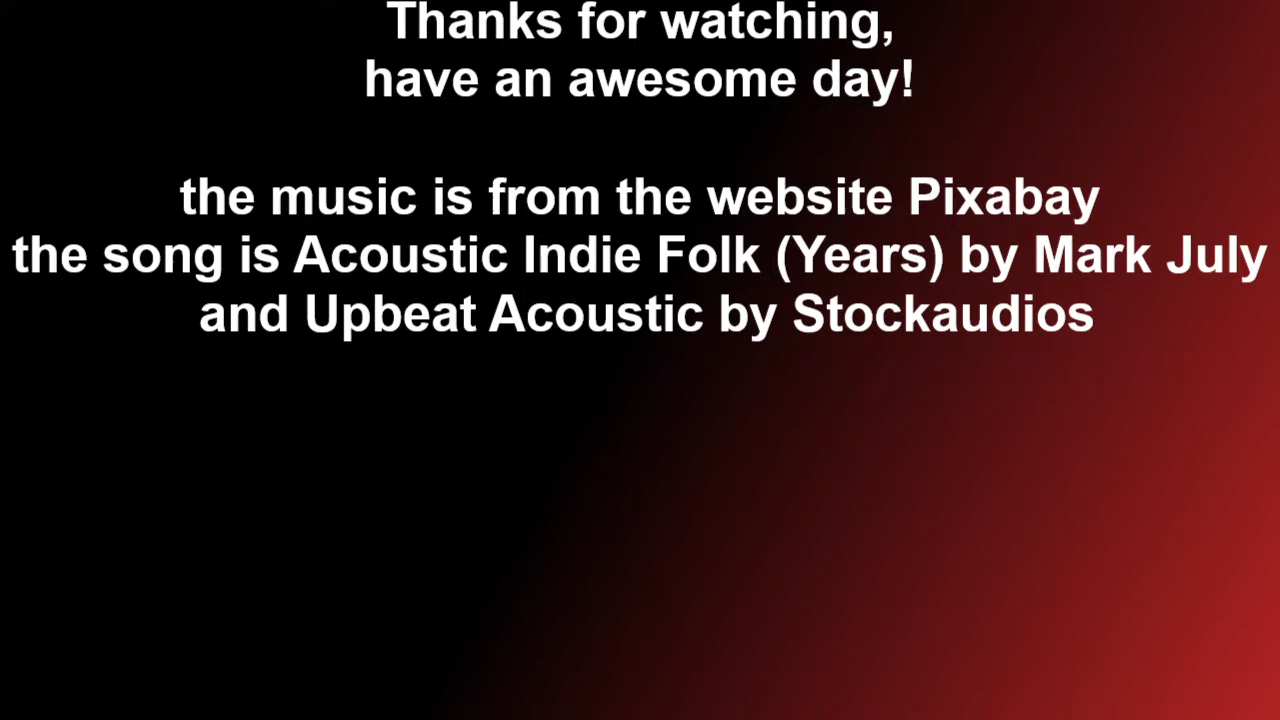 Thanks for watching,
have an awesome day!
the music is from the website Pixabay
the song is Acoustic Indie Folk (Years) by Mark July
and Upbeat Acoustic by Stockaudios